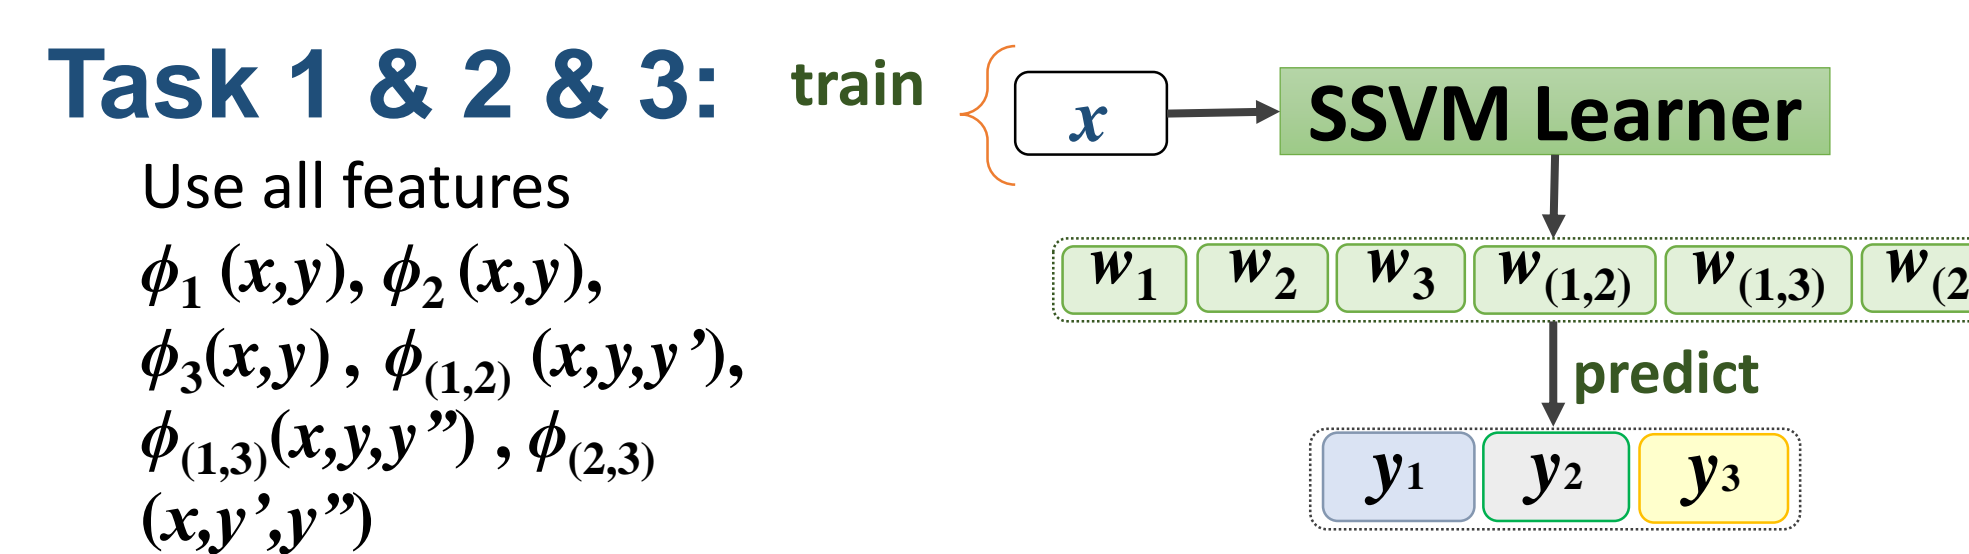 Task 1 & 2 & 3:
train
x
SSVM Learner
Use all features
ϕ1 (x,y), ϕ2 (x,y),
ϕ3(x,y) , ϕ(1,2) (x,y,y’),
ϕ(1,3)(x,y,y”) , ϕ(2,3)
(x,y’,y”)
w1 w2 w3 w(1,2) w(1,3) w(2
predict
y1 y2 y3